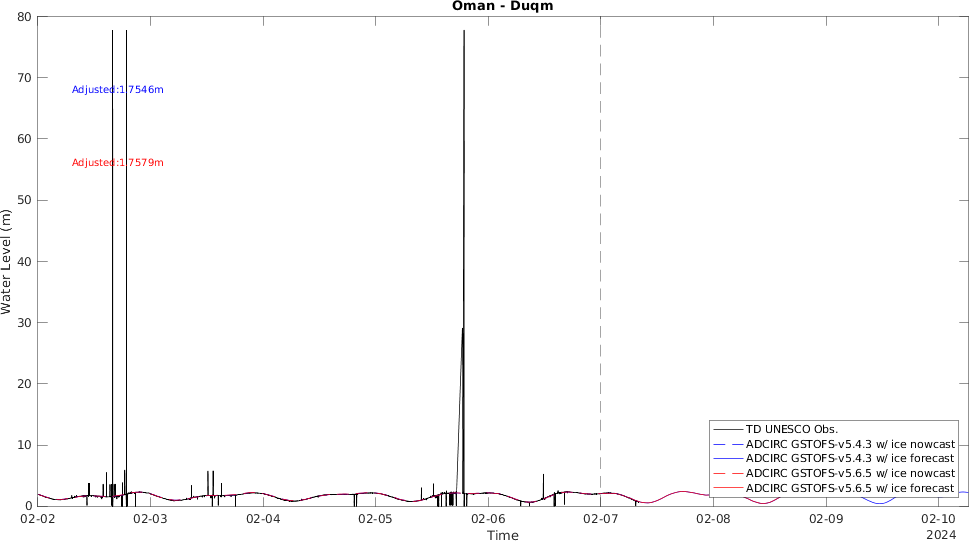 Oman - Duqm
80
70
60
50
40
30
20
10
0
Water Level (m)
Adjusted:1.7546m
Adjusted:1.7579m
TD UNESCO Obs.
ADCIRC GSTOFS-v5.4.3 w/ ice nowcast
ADCIRC GSTOFS-v5.4.3 w/ ice forecast
ADCIRC GSTOFS-v5.6.5 w/ ice nowcast
ADCIRC GSTOFS-v5.6.5 w/ ice forecast
02-02 02-03 02-04 02-05 02-06 02-07 02-08 02-09 02-10
Time
2024